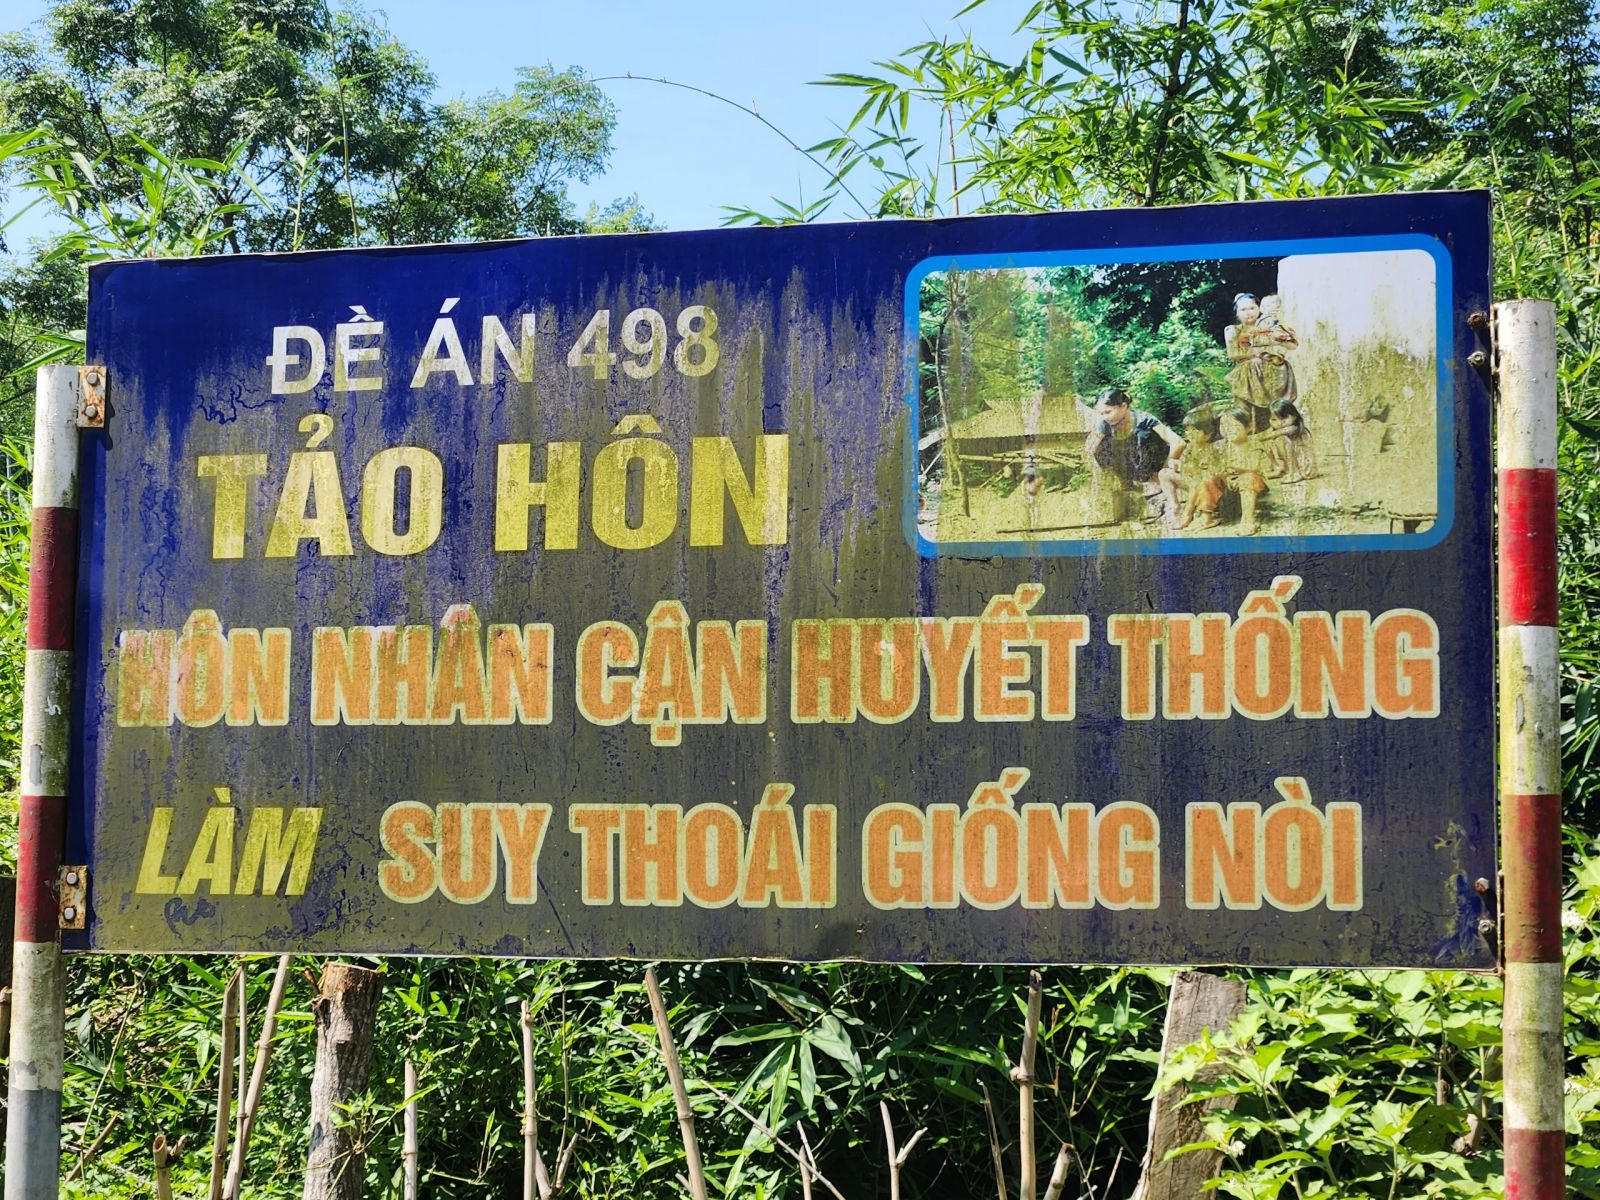 ĐỀ ÁN 498
TẢO HÔN
HÔN NHÂN CẬN HUYẾT THỐNG
LÀM SUY THOÁI GIỐNG NÒI